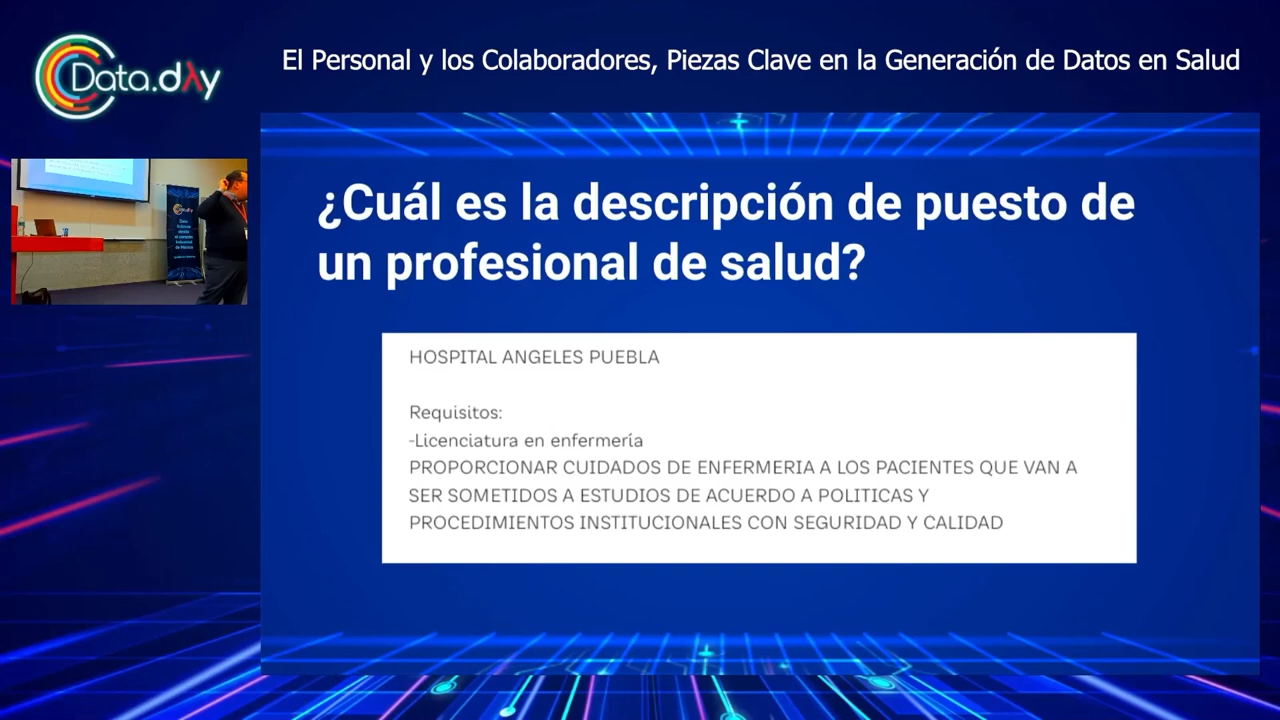 Data.dλy
El Personal y los Colaboradores, Piezas Clave en la Generación de Datos en Salud
¿Cuál es la descripción de puesto de
un profesional de salud?
HOSPITAL ANGELES PUEBLA
Requisitos:
-Licenciatura en enfermería
PROPORCIONAR CUIDADOS DE ENFERMERIA A LOS PACIENTES QUE VAN A
SER SOMETIDOS A ESTUDIOS DE ACUERDO A POLITICAS Y
PROCEDIMIENTOS INSTITUCIONALES CON SEGURIDAD Y CALIDAD